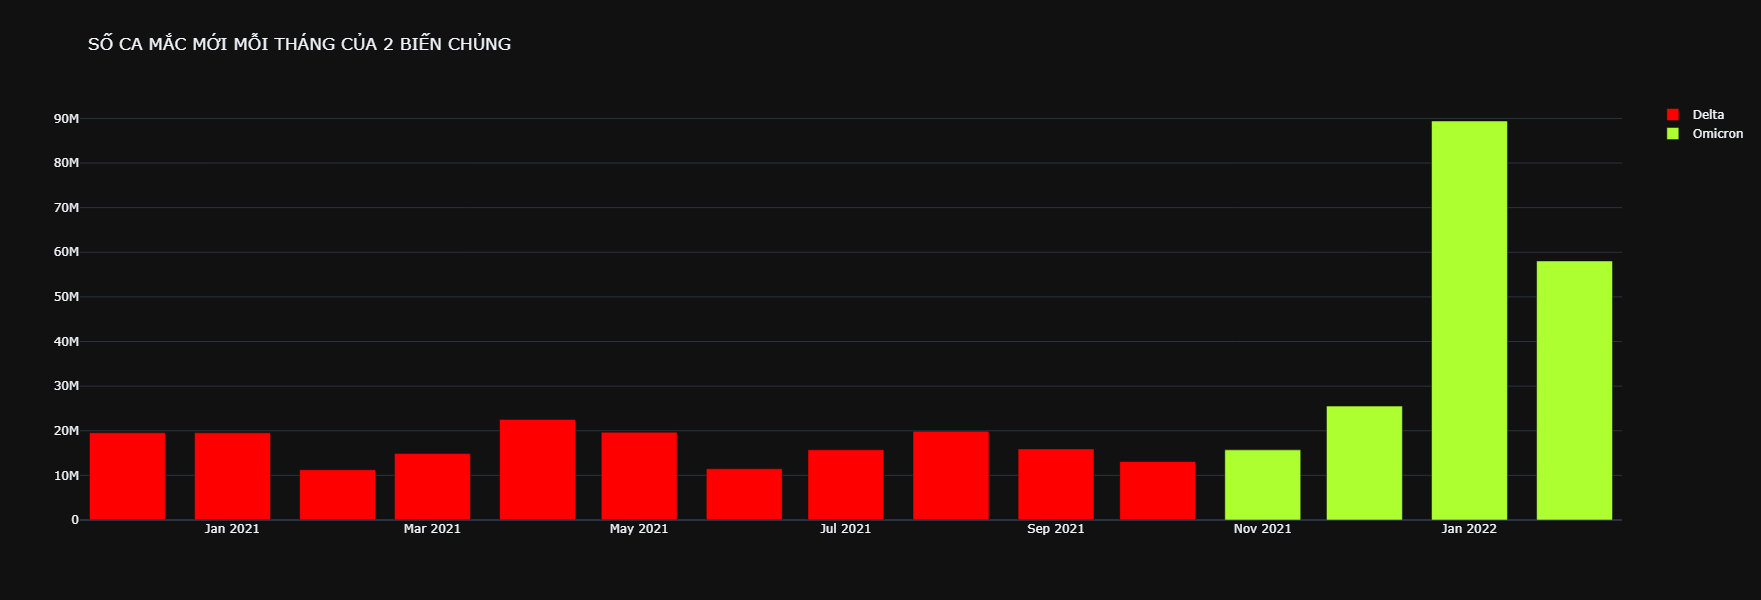 SỐ CA MẮC MỚI MỖI THÁNG CỦA 2 BIẾN CHỦNG
90M
80M
70M
60M
50M
40M
30M
20M
10M
0
Jan 2021 Mar 2021 May 2021 Jul 2021 Sep 2021 Nov 2021 Jan 2022
Delta
Omicron